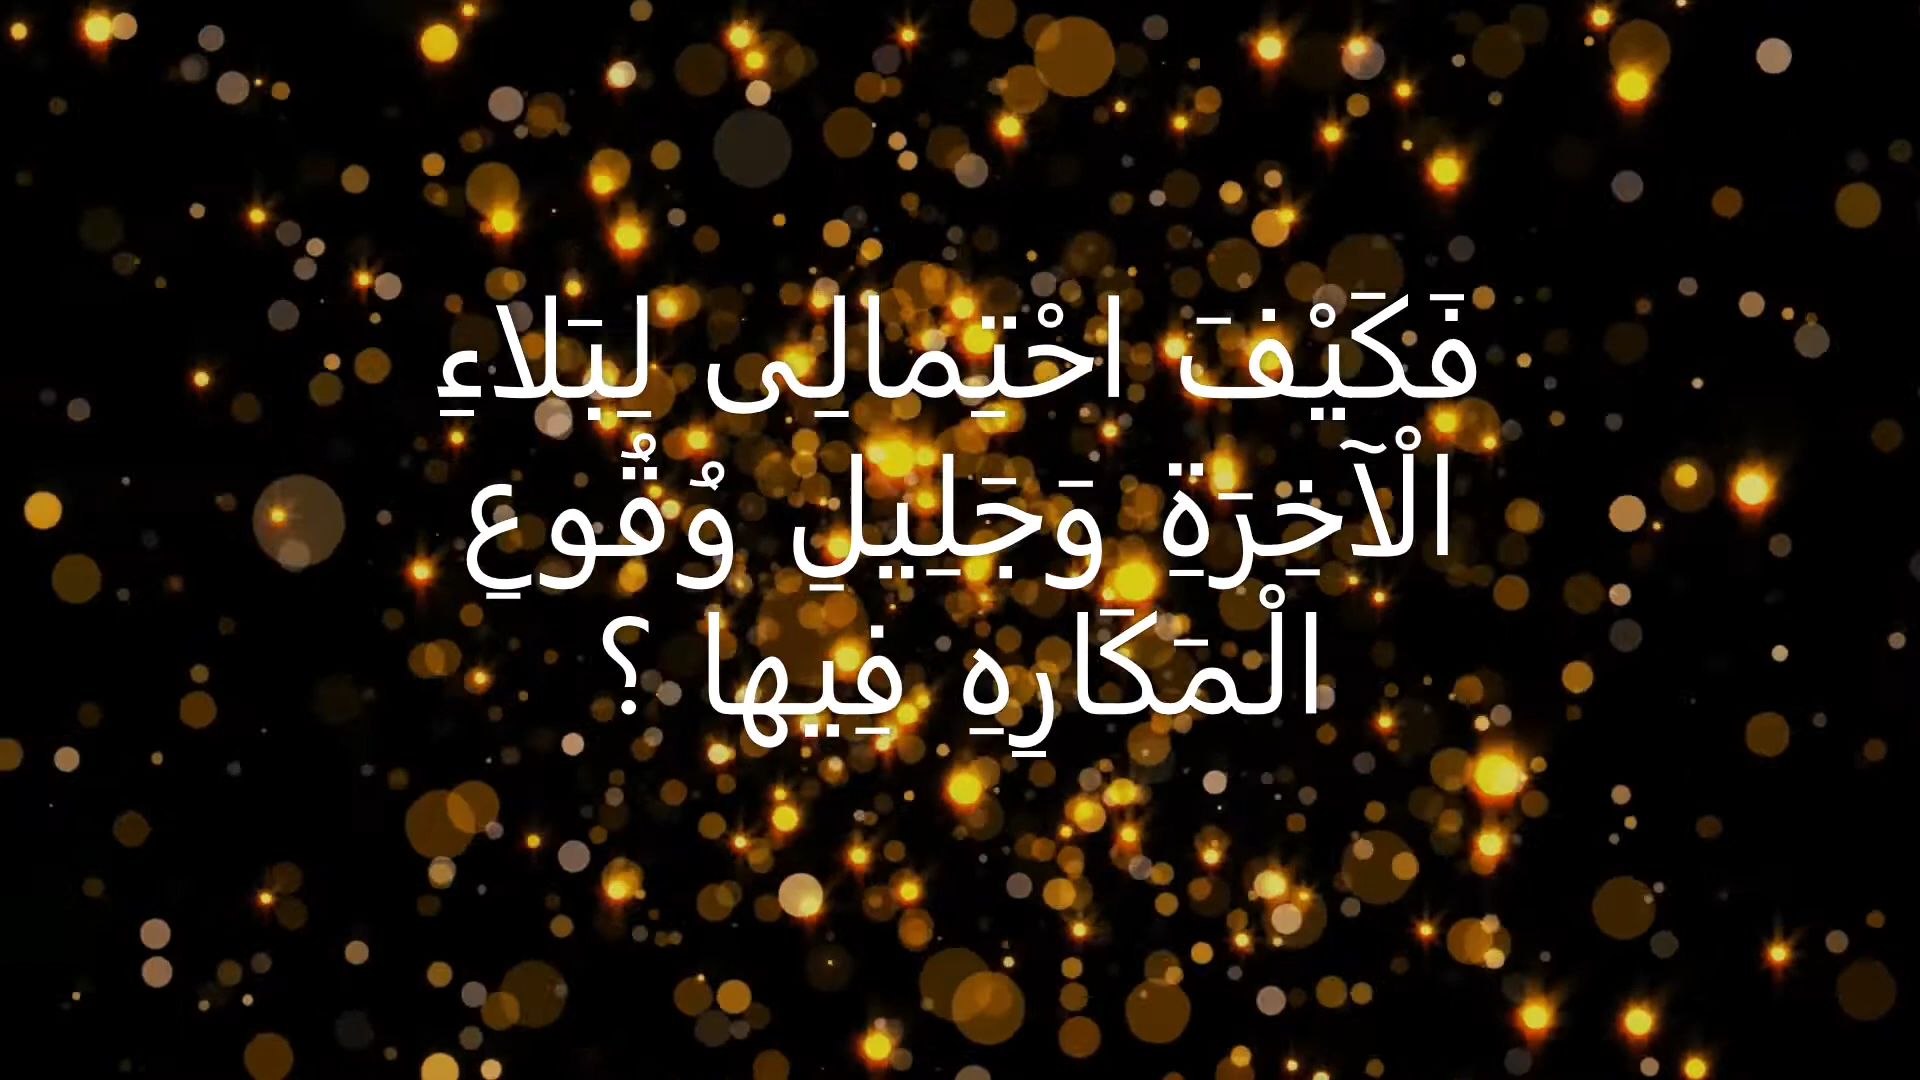 فَكَيْفَ احْتِمالِى لِبَلاءِ
الْآخِرَةِ وَجَلِيلِ وُقُوعِ
الْمَكَارِهِ فِيها ؟